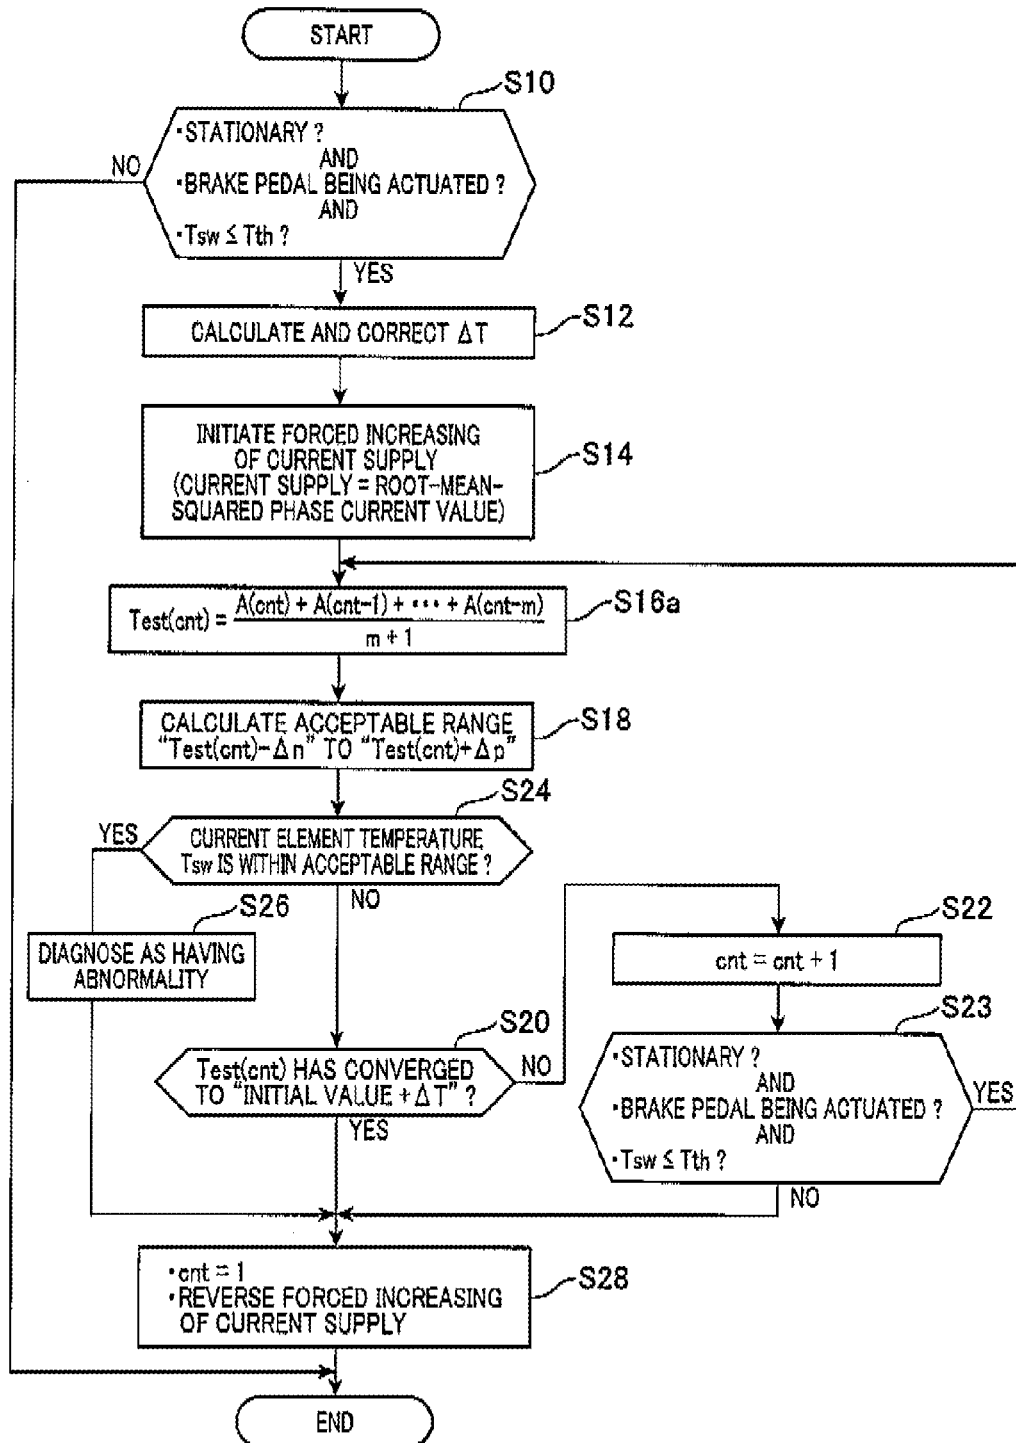 START
S10
・STATIONARY ?
AND
・BRAKE PEDAL BEING ACTUATED ?
AND
・Tsw ≦ Tth ?
NO
YES
CALCULATE AND CORRECT ΔT
S12
INITIATE FORCED INCREASING
OF CURRENT SUPPLY
(CURRENT SUPPLY = ROOT-MEAN-
SQUARED PHASE CURRENT VALUE)
S14
Test(cnt) = A(cnt) + A(cnt-1) + ··· + A(cnt-m)
m + 1
S16a
CALCULATE ACCEPTABLE RANGE
"Test(cnt)-Δn" TO "Test(cnt)+Δp"
S18
S24
YES
CURRENT ELEMENT TEMPERATURE
Tsw IS WITHIN ACCEPTABLE RANGE ?
NO
S26
DIAGNOSE AS HAVING
ABNORMALITY
S22
cnt = cnt + 1
S20
Test(cnt) HAS CONVERGED
TO "INITIAL VALUE + ΔT" ?
NO
YES
S23
・STATIONARY ?
AND
・BRAKE PEDAL BEING ACTUATED ?
AND
・Tsw ≦ Tth ?
YES
NO
・cnt = 1
・REVERSE FORCED INCREASING
OF CURRENT SUPPLY
S28
END